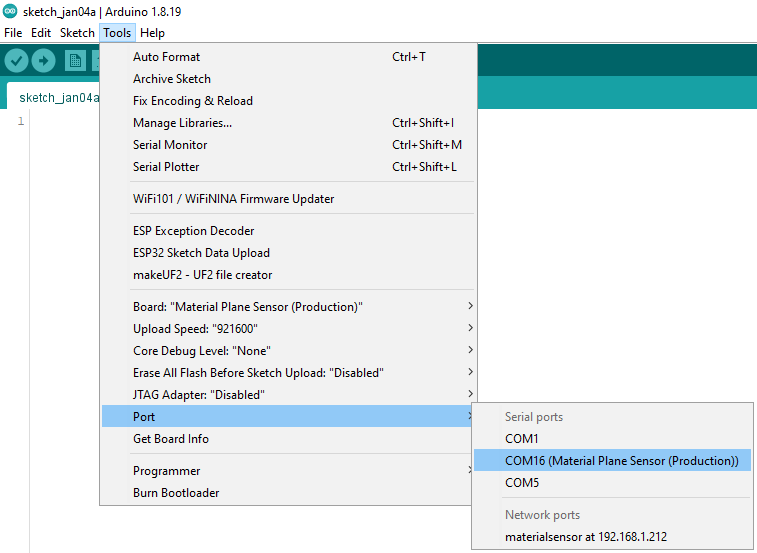 sketch_jan04a | Arduino 1.8.19
File Edit Sketch Tools Help
sketch_jan04a
1
Auto Format Ctrl+T
Archive Sketch
Fix Encoding & Reload
Manage Libraries... Ctrl+Shift+I
Serial Monitor Ctrl+Shift+M
Serial Plotter Ctrl+Shift+L
WiFi101 / WiFiNINA Firmware Updater
ESP Exception Decoder
ESP32 Sketch Data Upload
makeUF2 - UF2 file creator
Board: "Material Plane Sensor (Production)"
Upload Speed: "921600"
Core Debug Level: "None"
Erase All Flash Before Sketch Upload: "Disabled"
JTAG Adapter: "Disabled"
Port
Get Board Info
Programmer
Burn Bootloader
Serial ports
COM1
COM16 (Material Plane Sensor (Production))
COM5
Network ports
materialsensor at 192.168.1.212